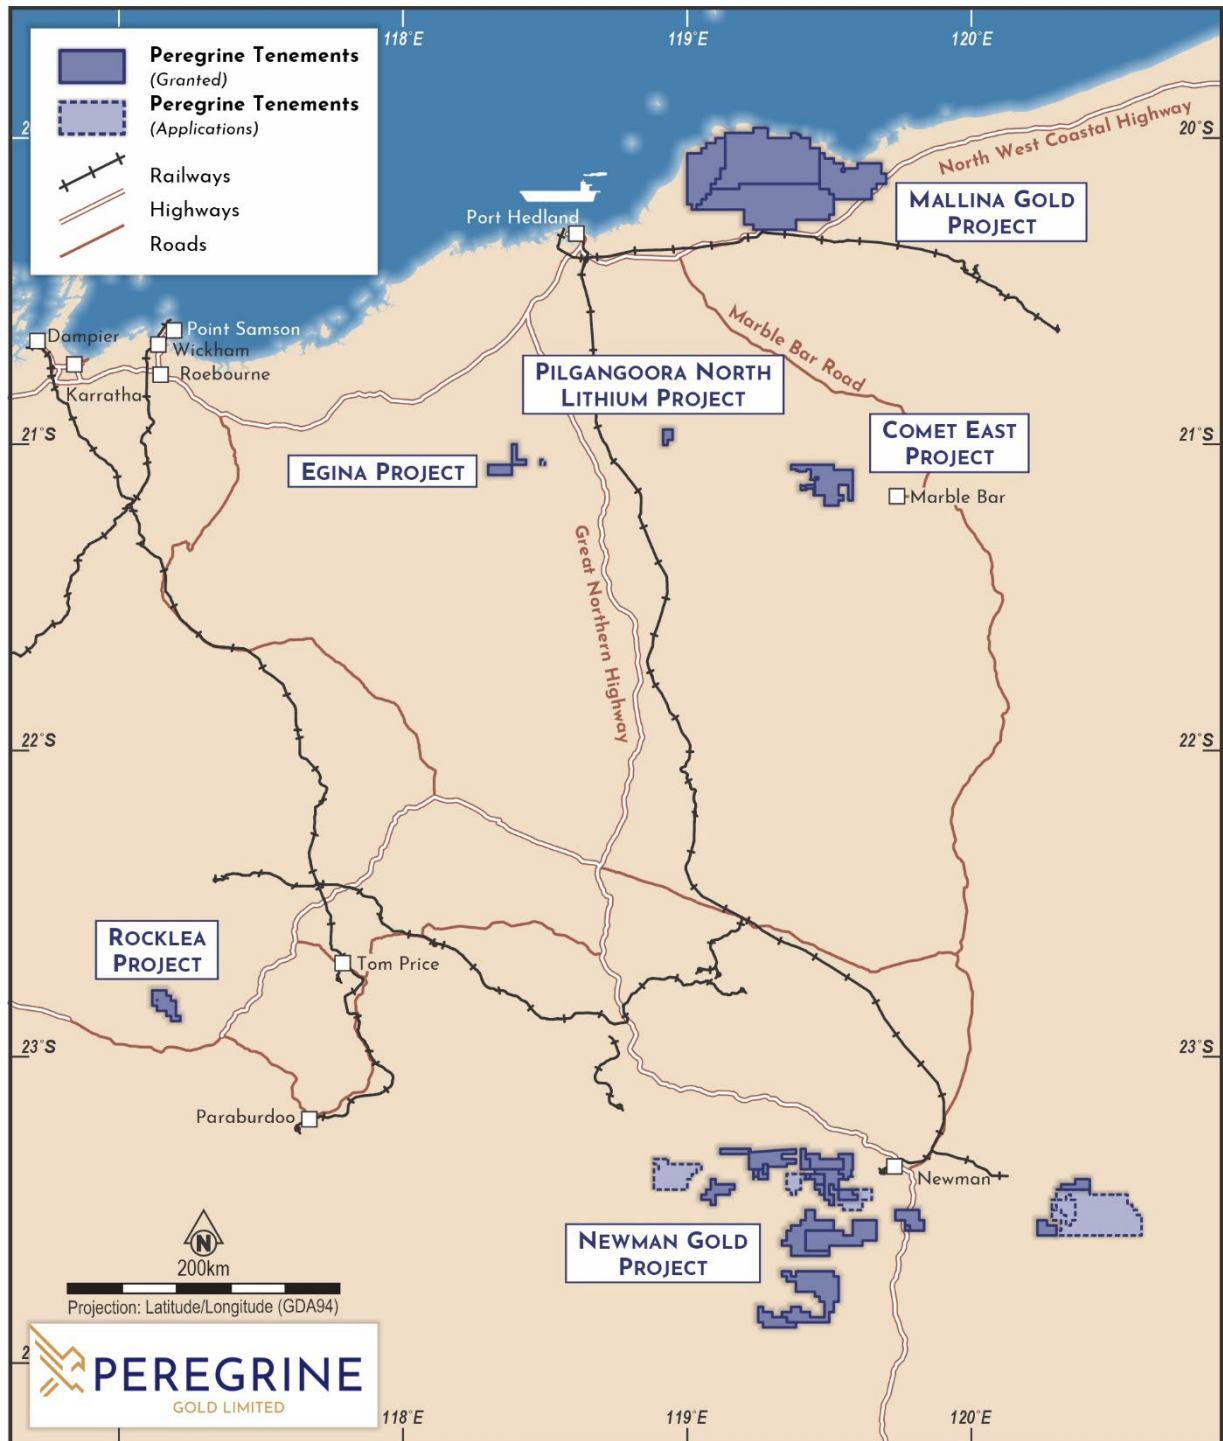 118°E
119°E
120°E
Peregrine Tenements
(Granted)
Peregrine Tenements
(Applications)
Railways
Highways
Roads
20°S
North West Coastal Highway
MALLINA GOLD
PROJECT
Port Hedland
Marble Bar Road
Dampier
Point Samson
Wickham
Roebourne
Karratha
PILGANGOORA NORTH
LITHIUM PROJECT
COMET EAST
PROJECT
21°S
21°S
EGINA PROJECT
Marble Bar
Great Northern Highway
22°S
22°S
ROCKLEA
PROJECT
Tom Price
23°S
23°S
Paraburdoo
Newman
NEWMAN GOLD
PROJECT
N
200km
Projection: Latitude/Longitude (GDA94)
PEREGRINE
GOLD LIMITED
118°E
119°E
120°E